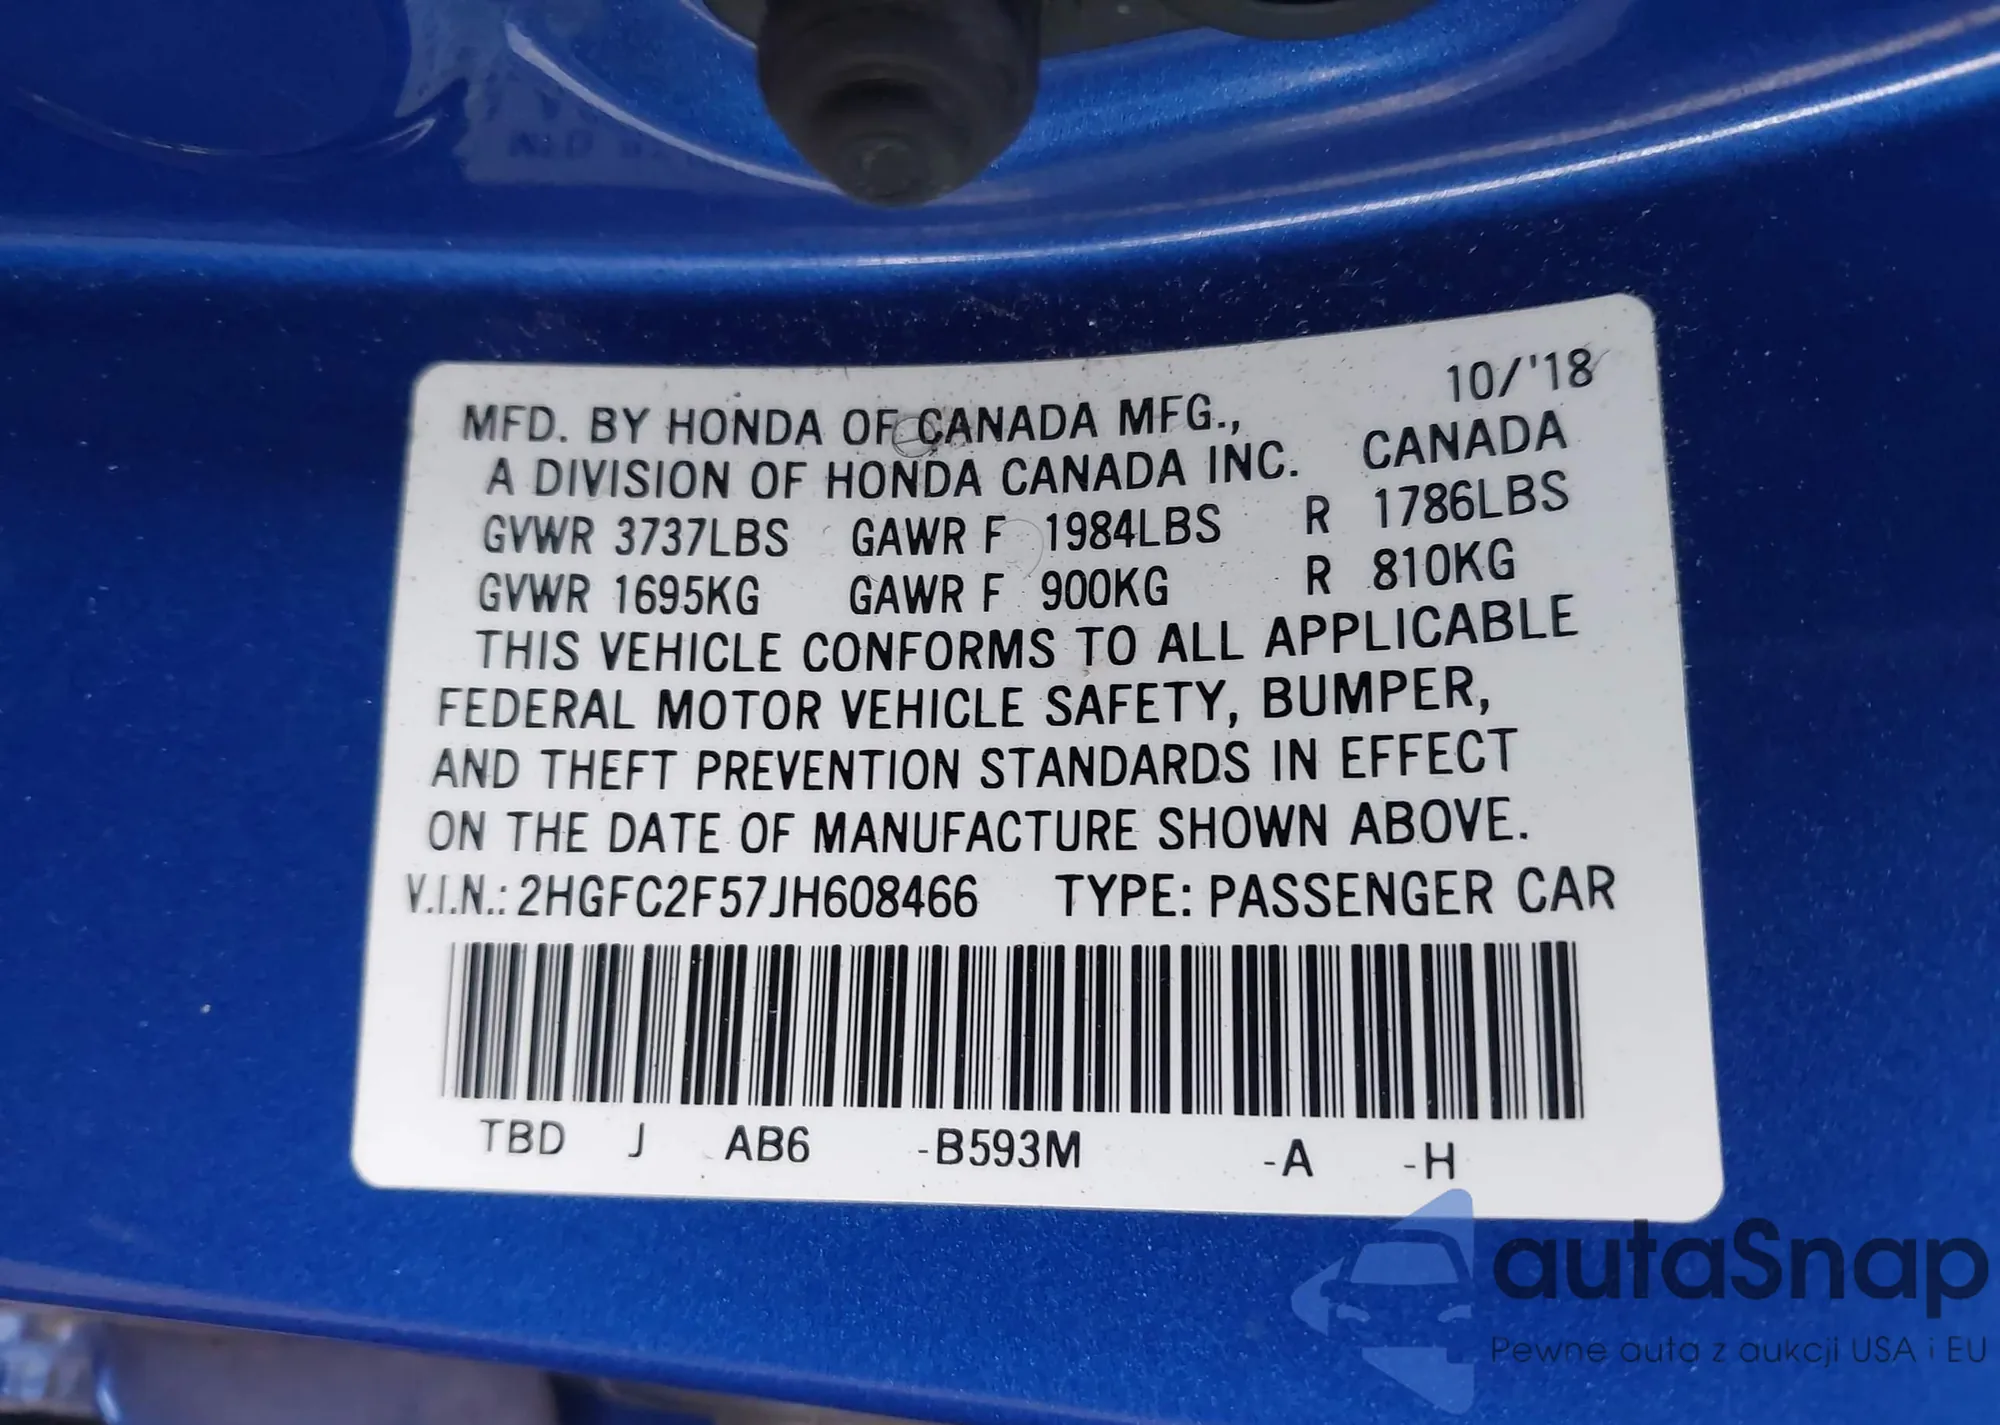 10/'18
MFD. BY HONDA OF CANADA MFG.,
A DIVISION OF HONDA CANADA INC. CANADA
GVWR 3737LBS GAWR F 1984LBS R 1786LBS
GVWR 1695KG GAWR F 900KG R 810KG
THIS VEHICLE CONFORMS TO ALL APPLICABLE
FEDERAL MOTOR VEHICLE SAFETY, BUMPER,
AND THEFT PREVENTION STANDARDS IN EFFECT
ON THE DATE OF MANUFACTURE SHOWN ABOVE.
V.I.N.: 2HGFC2F57JH608466 TYPE: PASSENGER CAR
TBD J AB6 -B593M -A -H
autaSnap
Pewne auta z aukcji USA i EU